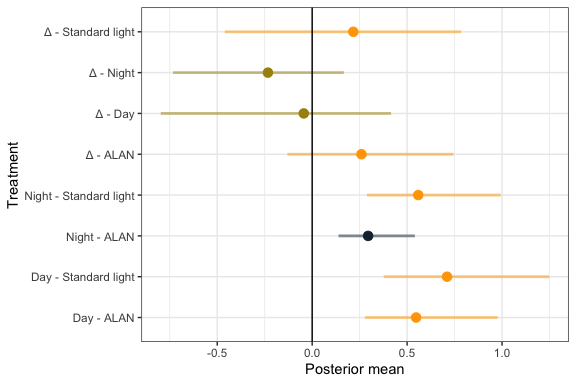 Treatment
Δ - Standard light
Δ - Night
Δ - Day
Δ - ALAN
Night - Standard light
Night - ALAN
Day - Standard light
Day - ALAN
-0.5 0.0 0.5 1.0
Posterior mean